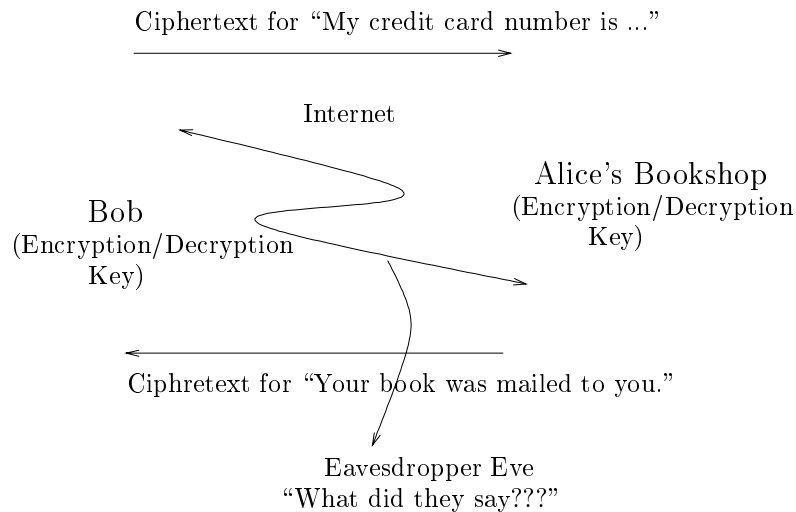 Ciphertext for “My credit card number is ...”
Internet
Alice's Bookshop
(Encryption/Decryption
Key)
Bob
(Encryption/Decryption
Key)
Ciphretext for “Your book was mailed to you.”
Eavesdropper Eve
“What did they say???”